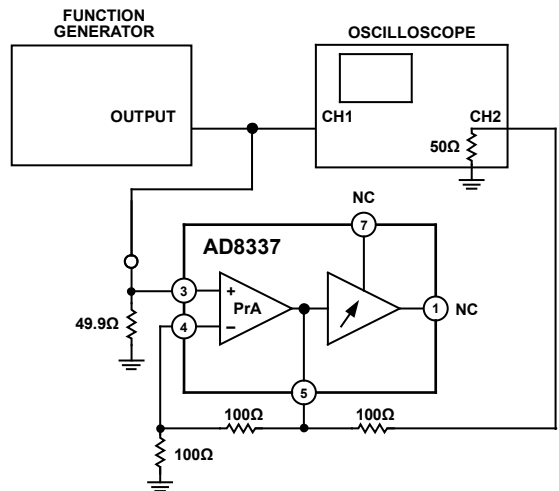 FUNCTION
GENERATOR
OUTPUT
OSCILLOSCOPE
CH1
CH2
50Ω
NC
7
AD8337
3
+
PrA
1
NC
49.9Ω
4
–
5
100Ω
100Ω
100Ω